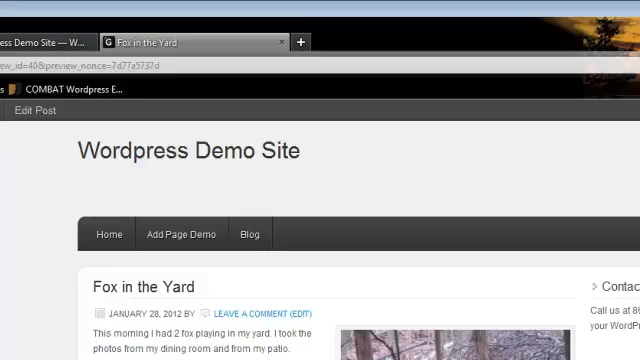 ess Demo Site — W...
G Fox in the Yard × +
ew_id=40&preview_nonce=7d77a5737d
s COMBAT Wordpress E...
Edit Post
Wordpress Demo Site
Home Add Page Demo Blog
Fox in the Yard
JANUARY 28, 2012 BY LEAVE A COMMENT (EDIT)
This morning I had 2 fox playing in my yard. I took the
photos from my dining room and from my patio.
Contac
Call us at 86
your WordP